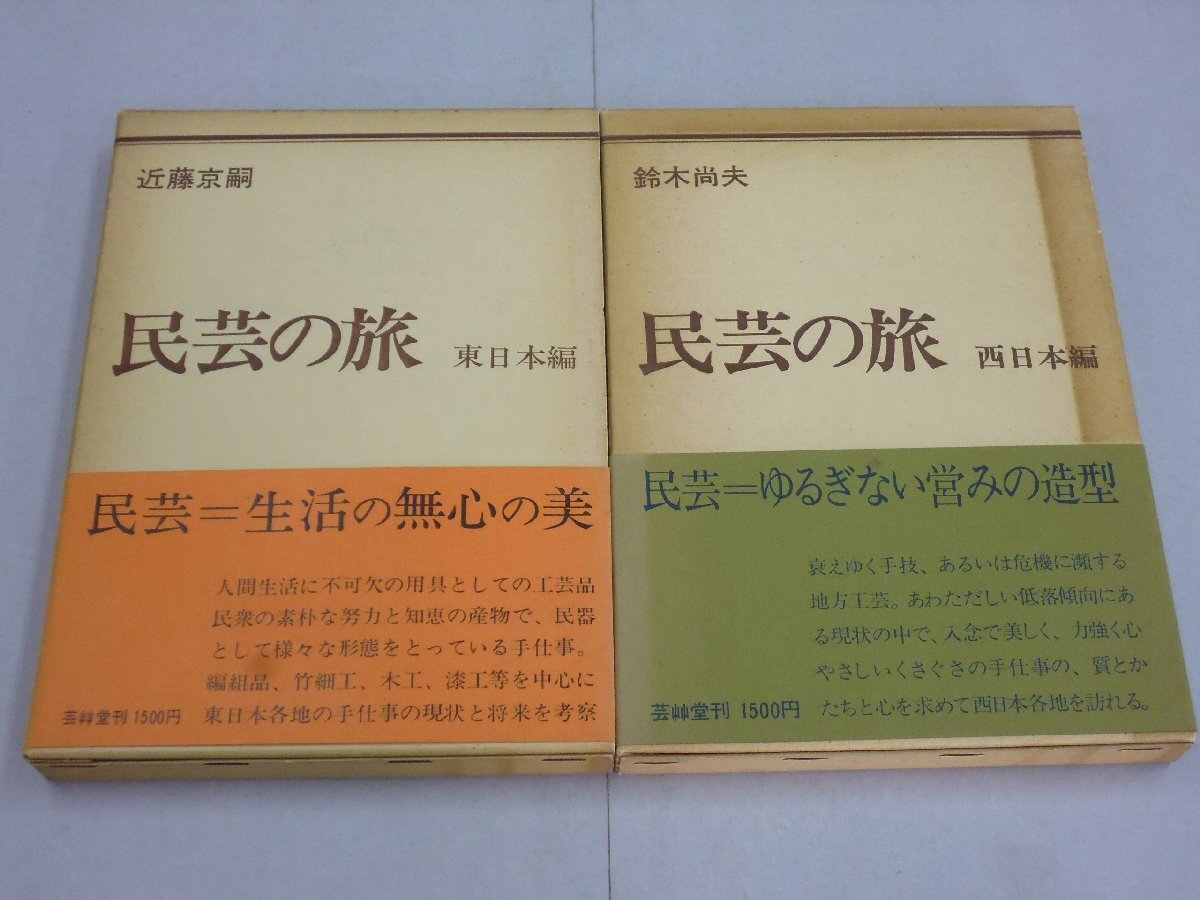 近藤京嗣
民芸の旅 東日本編
民芸＝生活の無心の美
人間生活に不可欠の用具としての工芸品
民衆の素朴な努力と知恵の産物で、民器
として様々な形態をとっている手仕事。
編組品、竹細工、木工、漆工等を中心に
東日本各地の手仕事の現状と将来を考察
芸艸堂刊 1500円
鈴木尚夫
民芸の旅 西日本編
民芸＝ゆるぎない営みの造型
衰えゆく手技、あるいは危機に瀕する
地方工芸。あわただしい低落傾向にあ
る現状の中で、入念で美しく、力強く心
やさしいくさぐさの手仕事の、質とか
たちと心を求めて西日本各地を訪れる。
芸艸堂刊 1500円